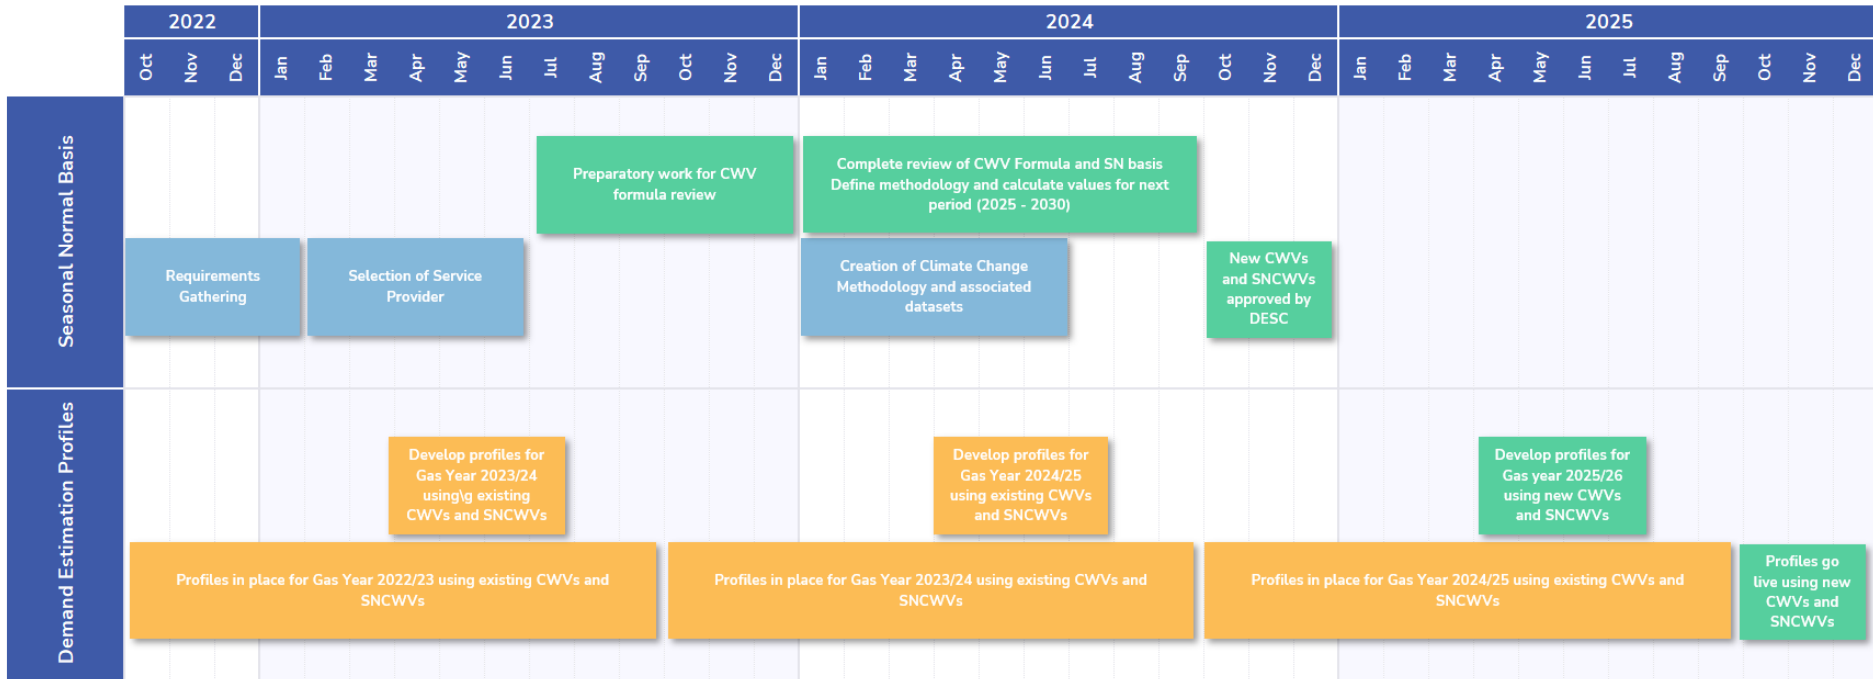 2022 2023 2024 2025
Oct Nov Dec Jan Feb Mar Apr May Jun Jul Aug Sep Oct Nov Dec Jan Feb Mar Apr May Jun Jul Aug Sep Oct Nov Dec Jan Feb Mar Apr May Jun Jul Aug Sep Oct Nov Dec
Seasonal Normal Basis
Preparatory work for CWV
formula review
Complete review of CWV Formula and SN basis
Define methodology and calculate values for next
period (2025 - 2030)
Requirements
Gathering
Selection of Service
Provider
Creation of Climate Change
Methodology and associated
datasets
New CWVs
and SNCWVs
approved by
DESC
Demand Estimation Profiles
Develop profiles for
Gas Year 2023/24
using\g existing
CWVs and SNCWVs
Develop profiles for
Gas Year 2024/25
using existing CWVs
and SNCWVs
Develop profiles for
Gas year 2025/26
using new CWVs
and SNCWVs
Profiles in place for Gas Year 2022/23 using existing CWVs and
SNCWVs
Profiles in place for Gas Year 2023/24 using existing CWVs and
SNCWVs
Profiles in place for Gas Year 2024/25 using existing CWVs and
SNCWVs
Profiles go
live using new
CWVs and
SNCWVs